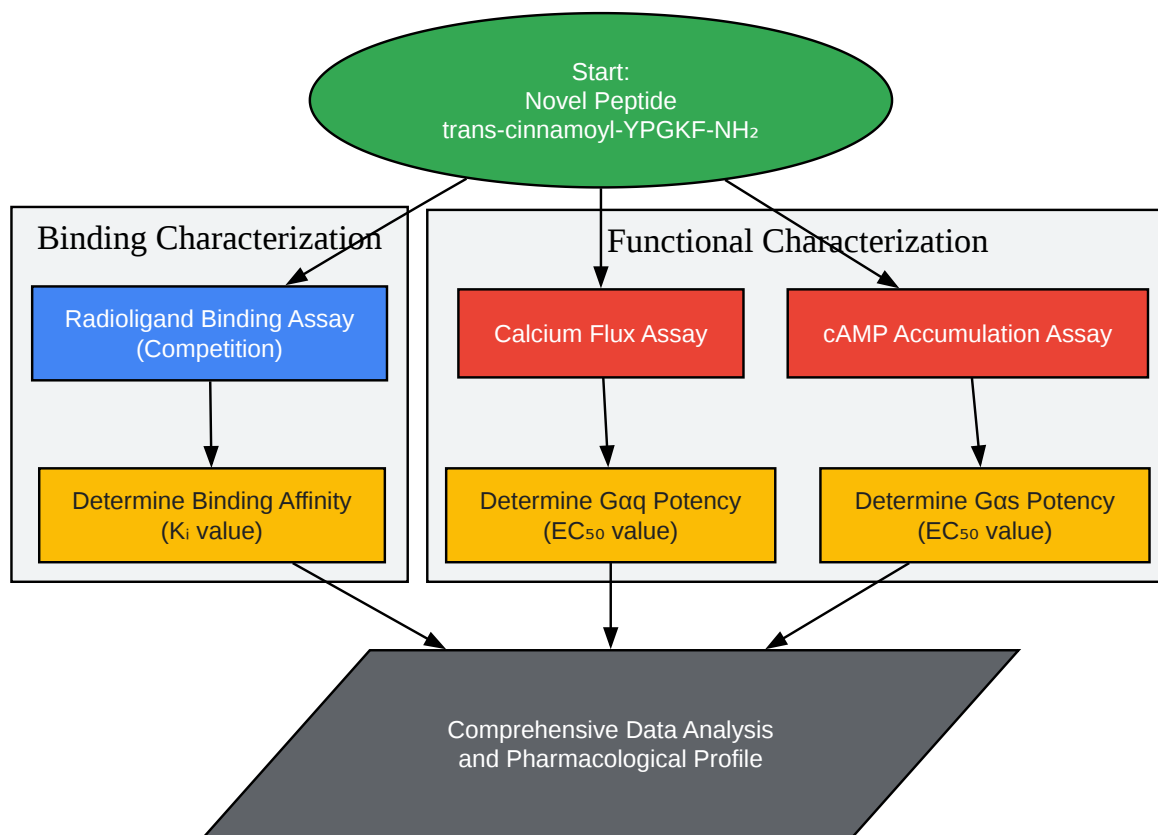 Start:
Novel Peptide
trans-cinnamoyl-YPGKF-NH₂
Binding Characterization
Functional Characterization
Radioligand Binding Assay
(Competition)
Calcium Flux Assay
cAMP Accumulation Assay
Determine Binding Affinity
(Kᵢ value)
Determine Gαq Potency
(EC₅₀ value)
Determine Gαs Potency
(EC₅₀ value)
Comprehensive Data Analysis
and Pharmacological Profile